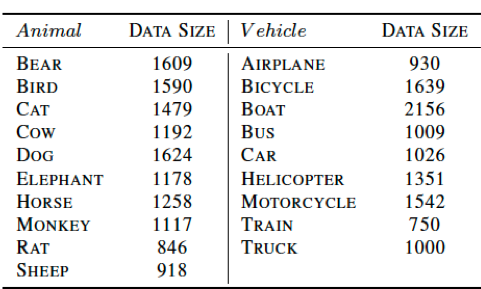 Animal DATA SIZE Vehicle DATA SIZE
BEAR 1609 AIRPLANE 930
BIRD 1590 BICYCLE 1639
CAT 1479 BOAT 2156
COW 1192 BUS 1009
DOG 1624 CAR 1026
ELEPHANT 1178 HELICOPTER 1351
HORSE 1258 MOTORCYCLE 1542
MONKEY 1117 TRAIN 750
RAT 846 TRUCK 1000
SHEEP 918